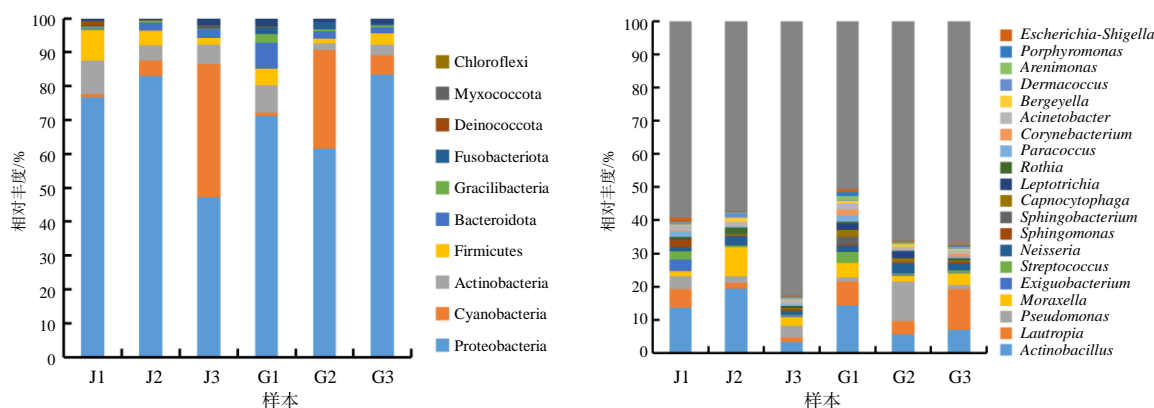 100
90
80
70
60
50
40
30
20
10
0
相对丰度/%
J1 J2 J3 G1 G2 G3
样本
Chloroflexi
Myxococcota
Deinococcota
Fusobacteriota
Gracilibacteria
Bacteroidota
Firmicutes
Actinobacteria
Cyanobacteria
Proteobacteria
100
90
80
70
60
50
40
30
20
10
0
相对丰度/%
J1 J2 J3 G1 G2 G3
样本
Escherichia-Shigella
Porphyromonas
Arenimonas
Dermacoccus
Bergeyella
Acinetobacter
Corynebacterium
Paracoccus
Rothia
Leptotrichia
Capnocytophaga
Sphingobacterium
Sphingomonas
Neisseria
Streptococcus
Exiguobacterium
Moraxella
Pseudomonas
Lautropia
Actinobacillus